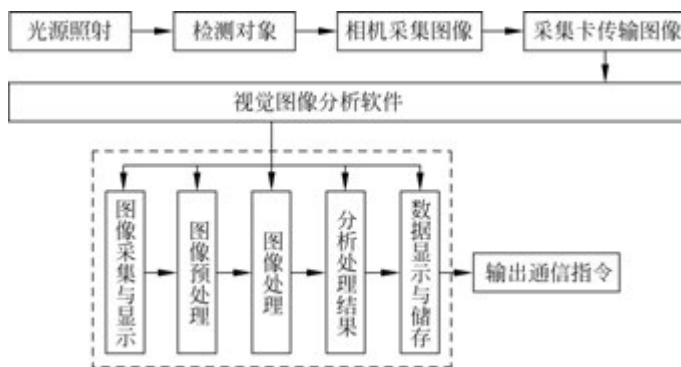 光源照射
检测对象
相机采集图像
采集卡传输图像
视觉图像分析软件
图像采集与显示
图像预处理
图像处理
分析处理结果
数据显示与储存
输出通信指令